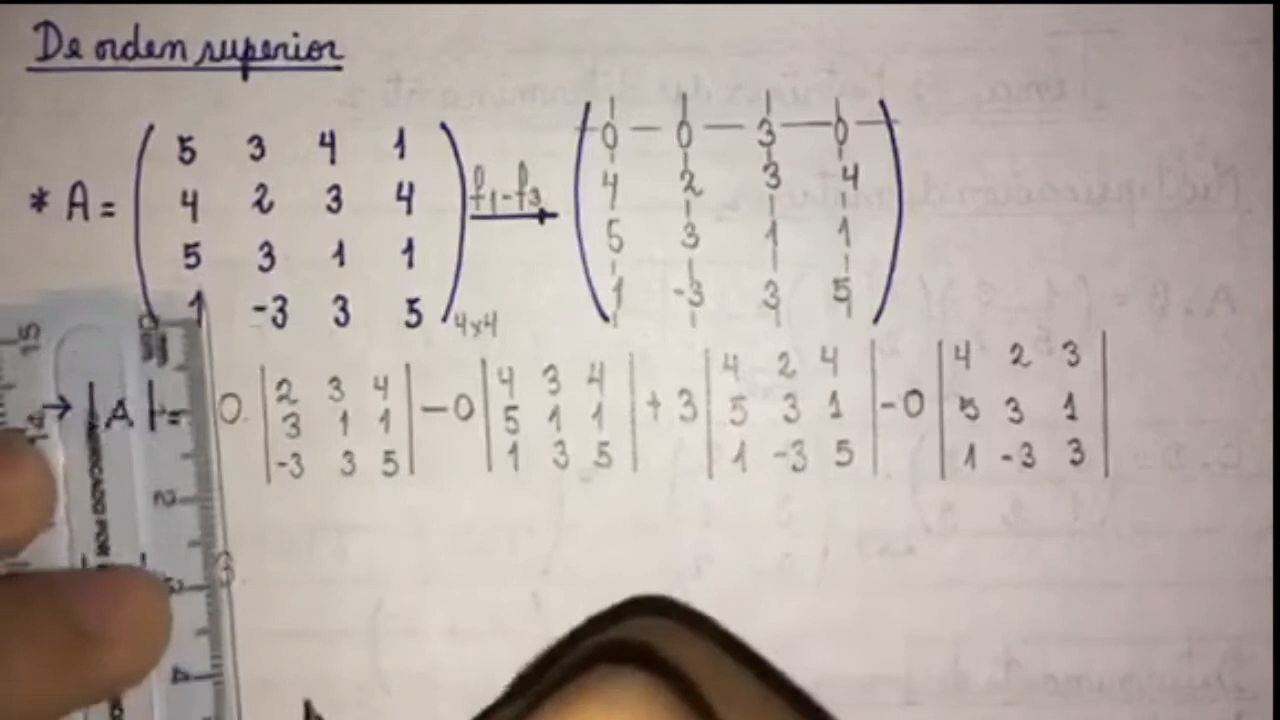 De orden superior
* A = ( 5 3 4 1 ) f₁-f₃ → ( 0 0 3 0 )
4 2 3 4 4 2 3 4
5 3 1 1 5 3 1 1
1 -3 3 5 4x4 1 -3 3 5
→ |A| = 0. | 2 3 4 | - 0 | 4 3 4 | + 3 | 4 2 4 | - 0 | 4 2 3 |
3 1 1 5 1 1 5 3 1 5 3 1
-3 3 5 1 3 5 1 -3 5 1 -3 3
15
14
2
4